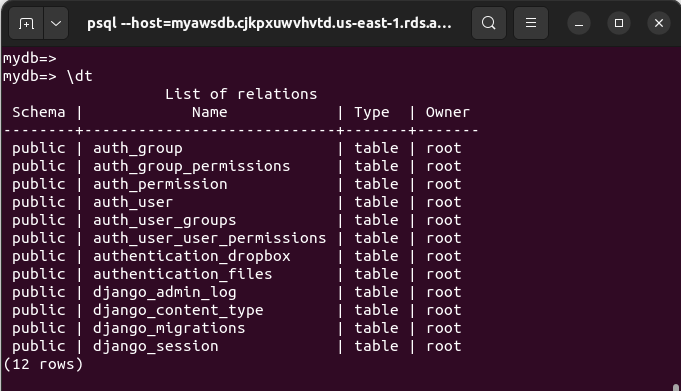 psql --host=myawsdb.cjkpxuwvhvtd.us-east-1.rds.a...
mydb=>
mydb=> \dt
                  List of relations
 Schema |            Name            | Type  | Owner
--------+----------------------------+-------+-------
 public | auth_group                 | table | root
 public | auth_group_permissions     | table | root
 public | auth_permission            | table | root
 public | auth_user                  | table | root
 public | auth_user_groups           | table | root
 public | auth_user_user_permissions | table | root
 public | authentication_dropbox     | table | root
 public | authentication_files       | table | root
 public | django_admin_log           | table | root
 public | django_content_type        | table | root
 public | django_migrations          | table | root
 public | django_session             | table | root
(12 rows)